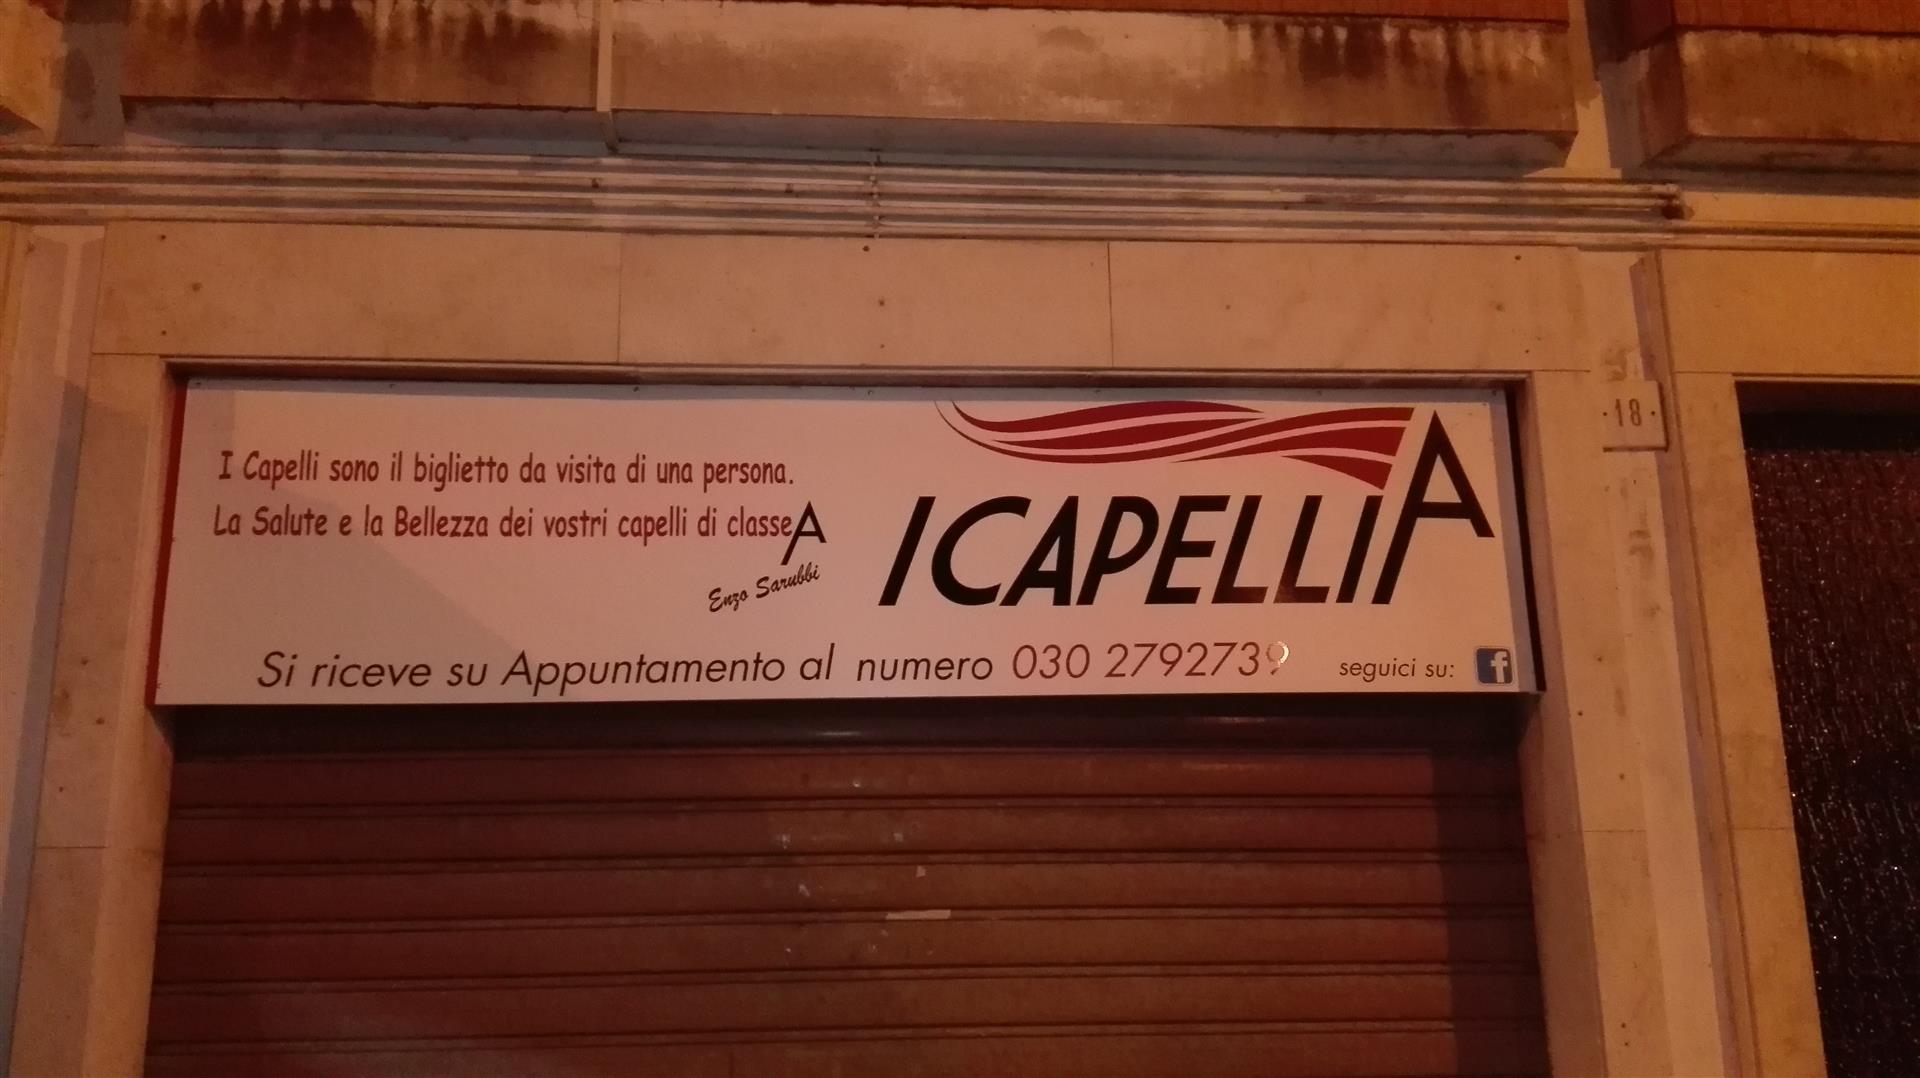 I Capelli sono il biglietto da visita di una persona.
La Salute e la Bellezza dei vostri capelli di classe A
Enzo Sarubbi
I CAPELLI A
Si riceve su Appuntamento al numero 030 2792739
seguici su: f
·18·